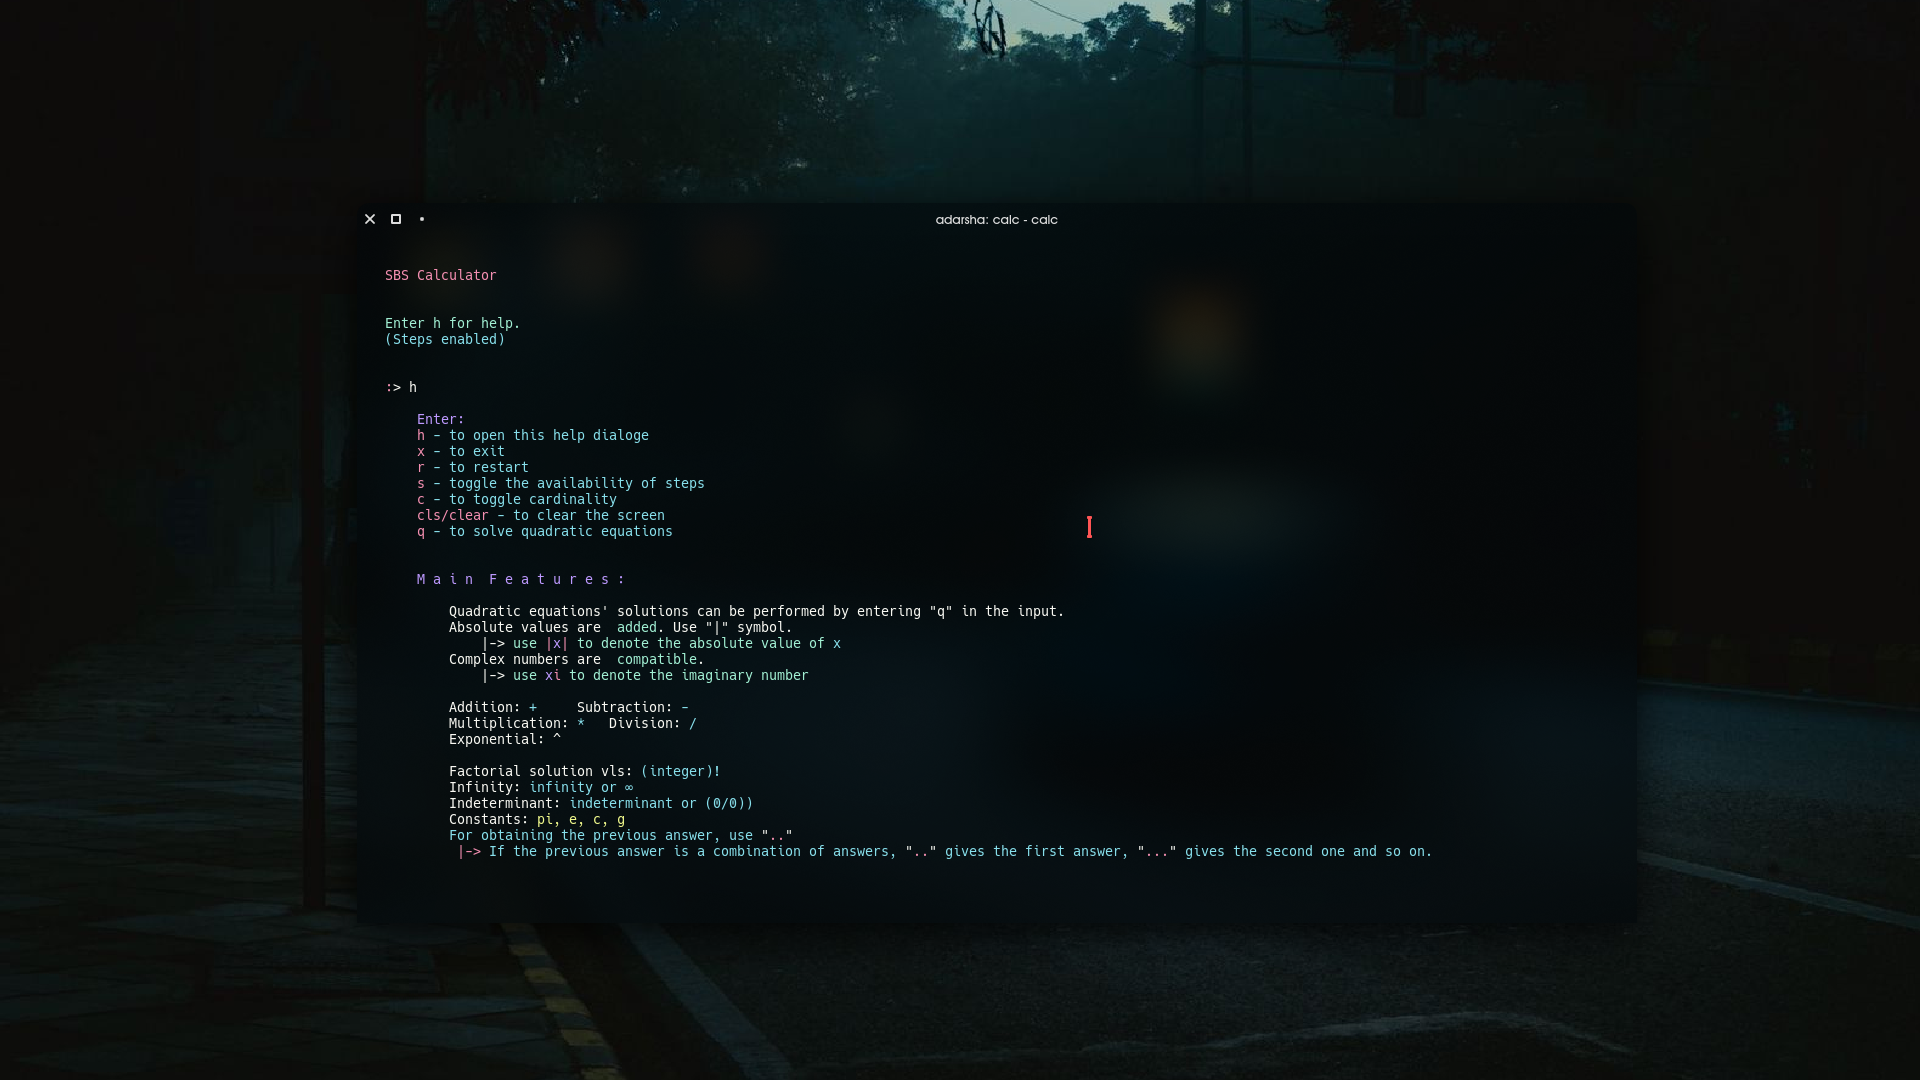 adarsha: calc - calc
SBS Calculator
Enter h for help.
(Steps enabled)
:> h
Enter:
h - to open this help dialoge
x - to exit
r - to restart
s - toggle the availability of steps
c - to toggle cardinality
cls/clear - to clear the screen
q - to solve quadratic equations
M a i n  F e a t u r e s :
Quadratic equations' solutions can be performed by entering "q" in the input.
Absolute values are  added. Use "|" symbol.
|-> use |x| to denote the absolute value of x
Complex numbers are  compatible.
|-> use xi to denote the imaginary number
Addition: +     Subtraction: -
Multiplication: *   Division: /
Exponential: ^
Factorial solution vls: (integer)!
Infinity: infinity or ∞
Indeterminant: indeterminant or (0/0))
Constants: pi, e, c, g
For obtaining the previous answer, use ".."
|-> If the previous answer is a combination of answers, ".." gives the first answer, "..." gives the second one and so on.